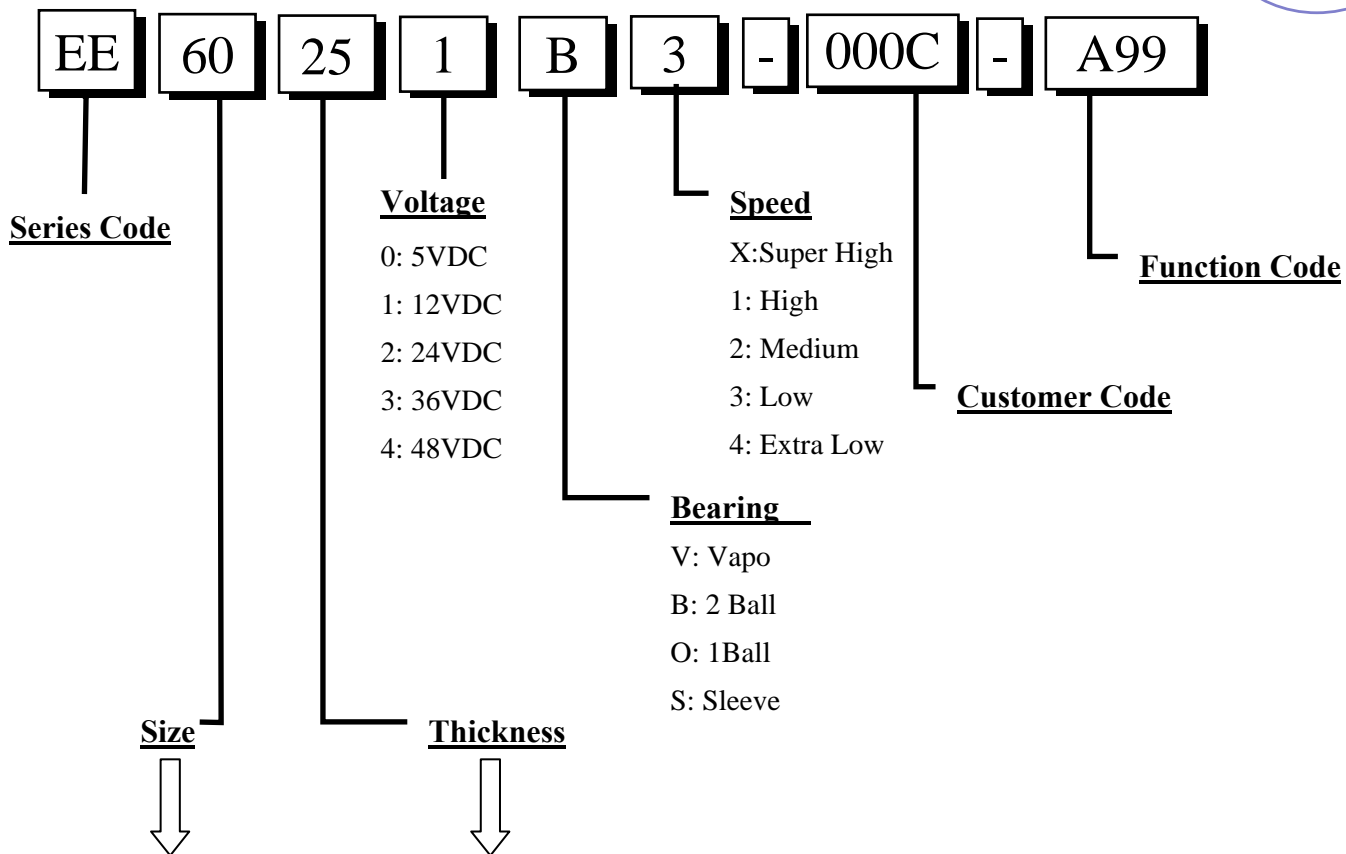 EE 60 25 1 B 3 - 000C - A99
Series Code
Voltage
0: 5VDC
1: 12VDC
2: 24VDC
3: 36VDC
4: 48VDC
Speed
X:Super High
1: High
2: Medium
3: Low
4: Extra Low
Function Code
Customer Code
Bearing
V: Vapo
B: 2 Ball
O: 1Ball
S: Sleeve
Size
Thickness